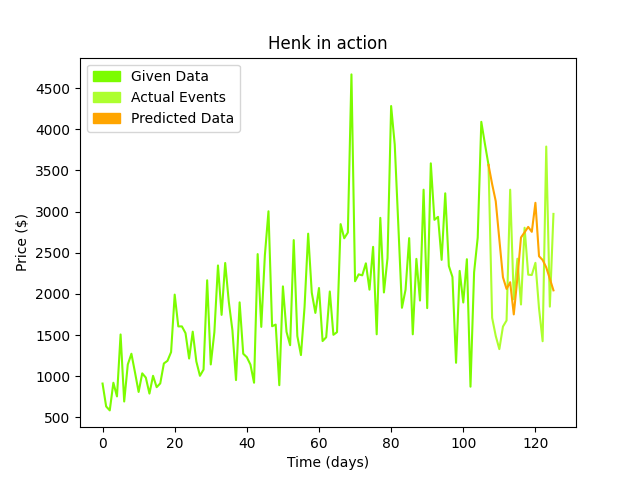 Henk in action
Given Data
Actual Events
Predicted Data
Price ($)
4500
4000
3500
3000
2500
2000
1500
1000
500
0 20 40 60 80 100 120
Time (days)